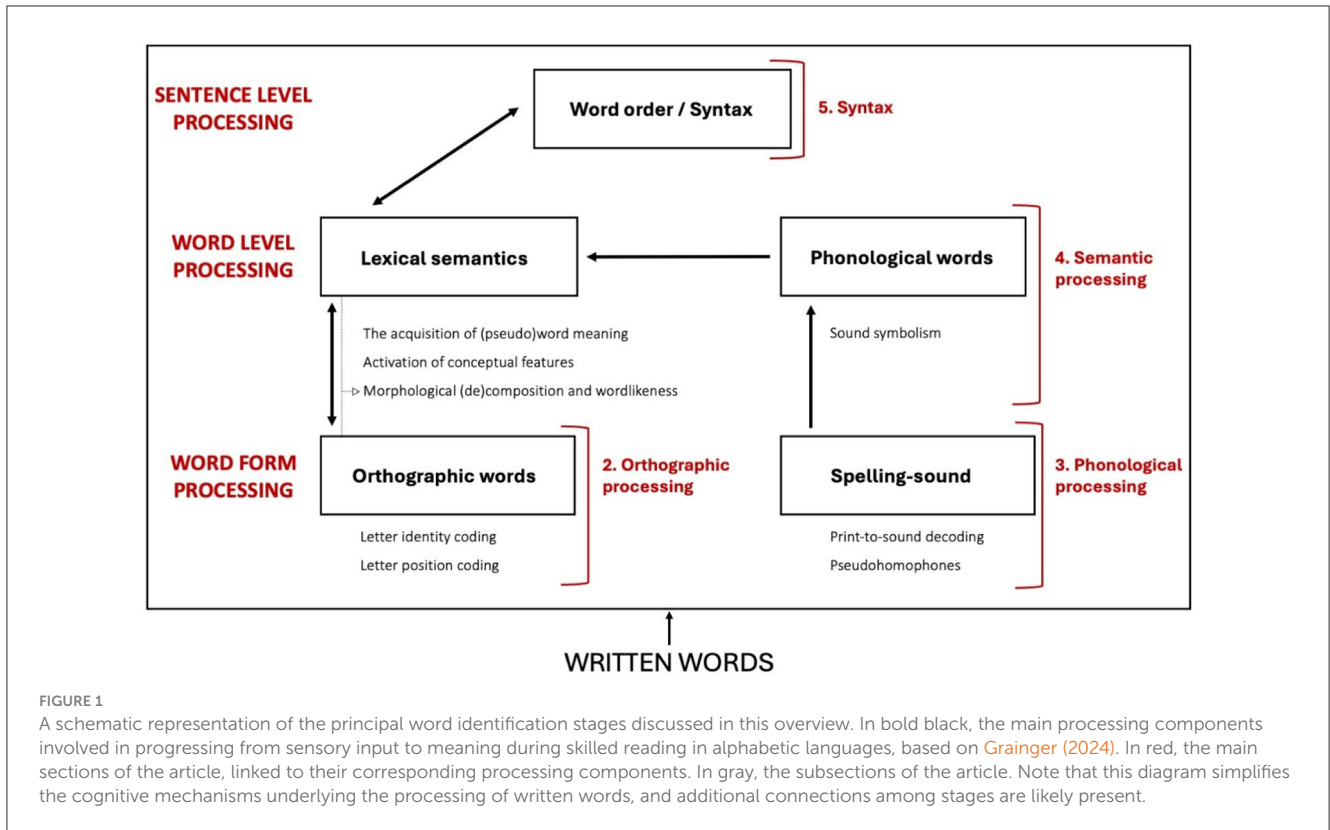 SENTENCE LEVEL
PROCESSING
Word order / Syntax
5. Syntax
WORD LEVEL
PROCESSING
Lexical semantics
Phonological words
4. Semantic
processing
The acquisition of (pseudo)word meaning
Activation of conceptual features
Morphological (de)composition and wordlikeness
Sound symbolism
WORD FORM
PROCESSING
Orthographic words
2. Orthographic
processing
Spelling-sound
3. Phonological
processing
Letter identity coding
Letter position coding
Print-to-sound decoding
Pseudohomophones
WRITTEN WORDS
FIGURE 1
A schematic representation of the principal word identification stages discussed in this overview. In bold black, the main processing components
involved in progressing from sensory input to meaning during skilled reading in alphabetic languages, based on Grainger (2024). In red, the main
sections of the article, linked to their corresponding processing components. In gray, the subsections of the article. Note that this diagram simplifies
the cognitive mechanisms underlying the processing of written words, and additional connections among stages are likely present.